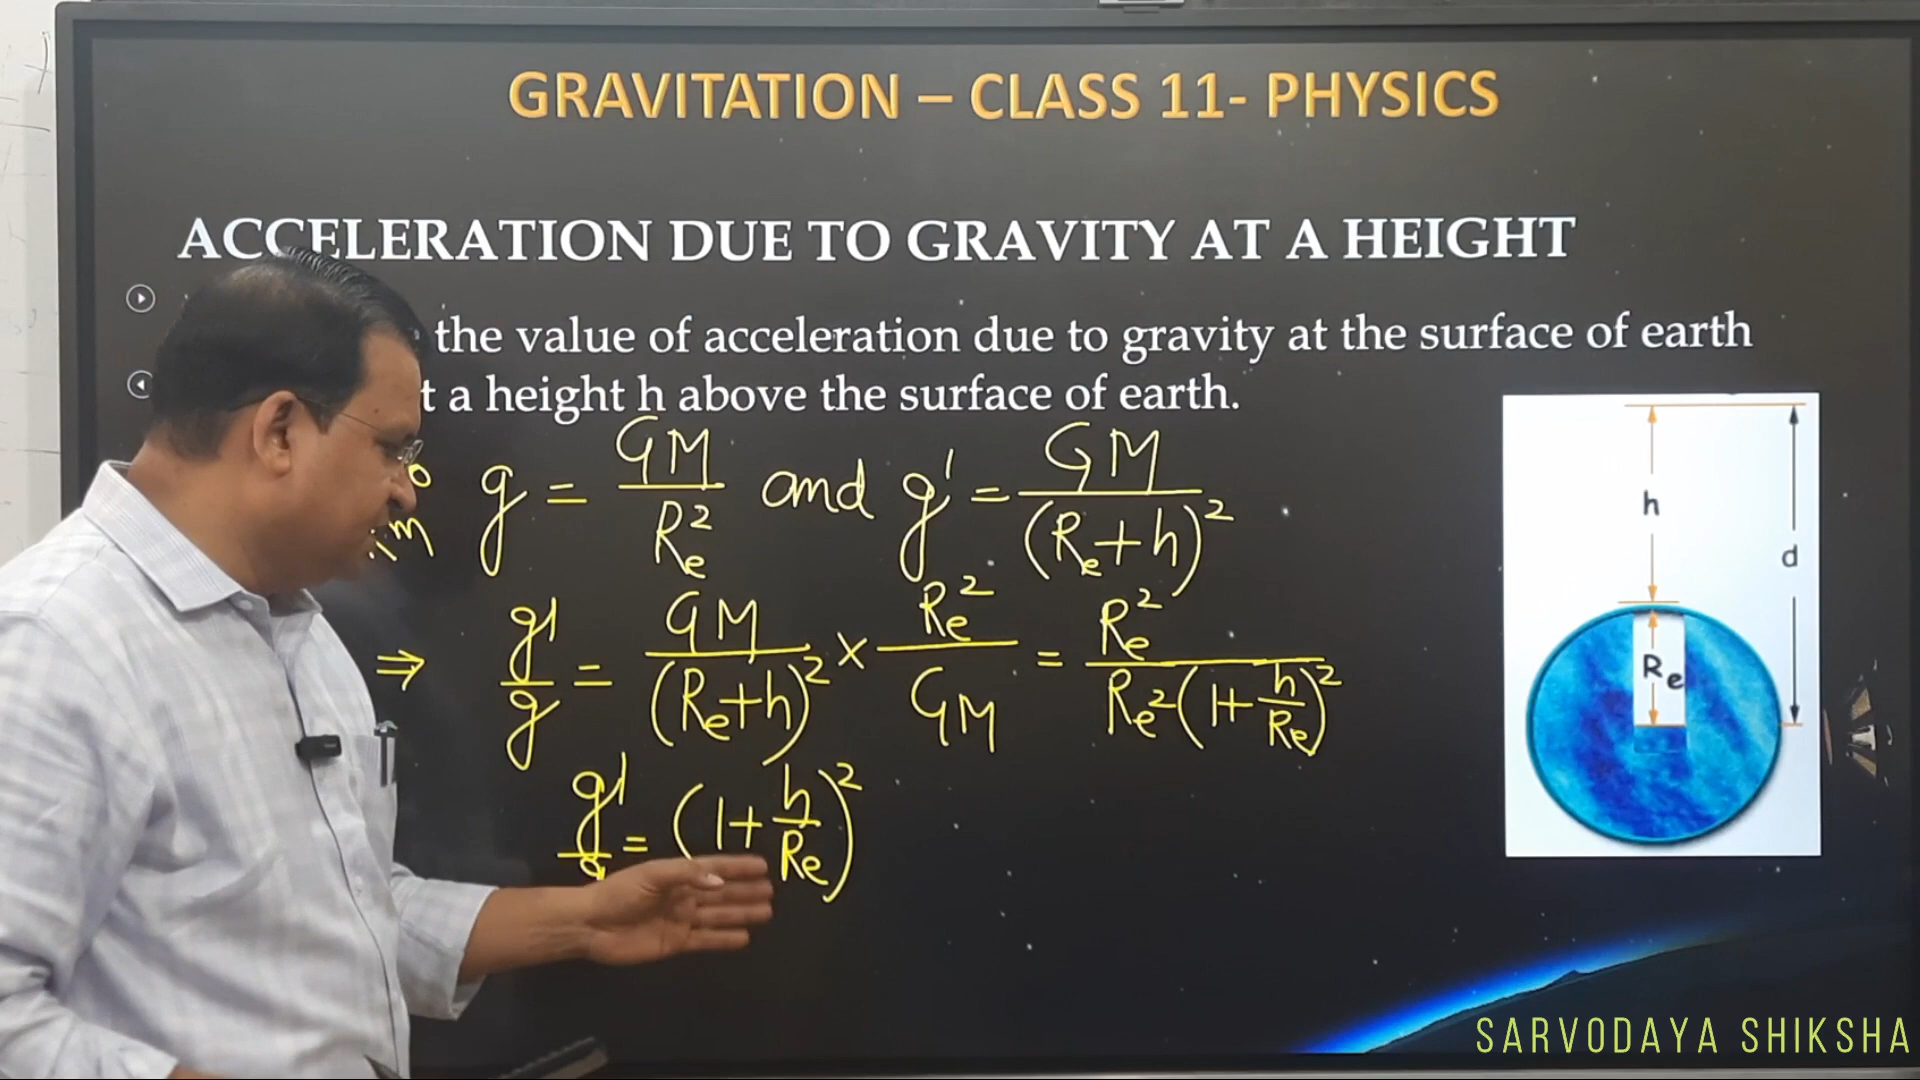 GRAVITATION – CLASS 11- PHYSICS
ACCELERATION DUE TO GRAVITY AT A HEIGHT
the value of acceleration due to gravity at the surface of earth
t a height h above the surface of earth.
g = GM / Re² and g' = GM / (Re+h)²
⇒ g'/g = GM / (Re+h)² × Re² / GM = Re² / Re²(1+h/Re)²
g'/g = (1+h/Re)²
h
d
Re
SARVODAYA SHIKSHA